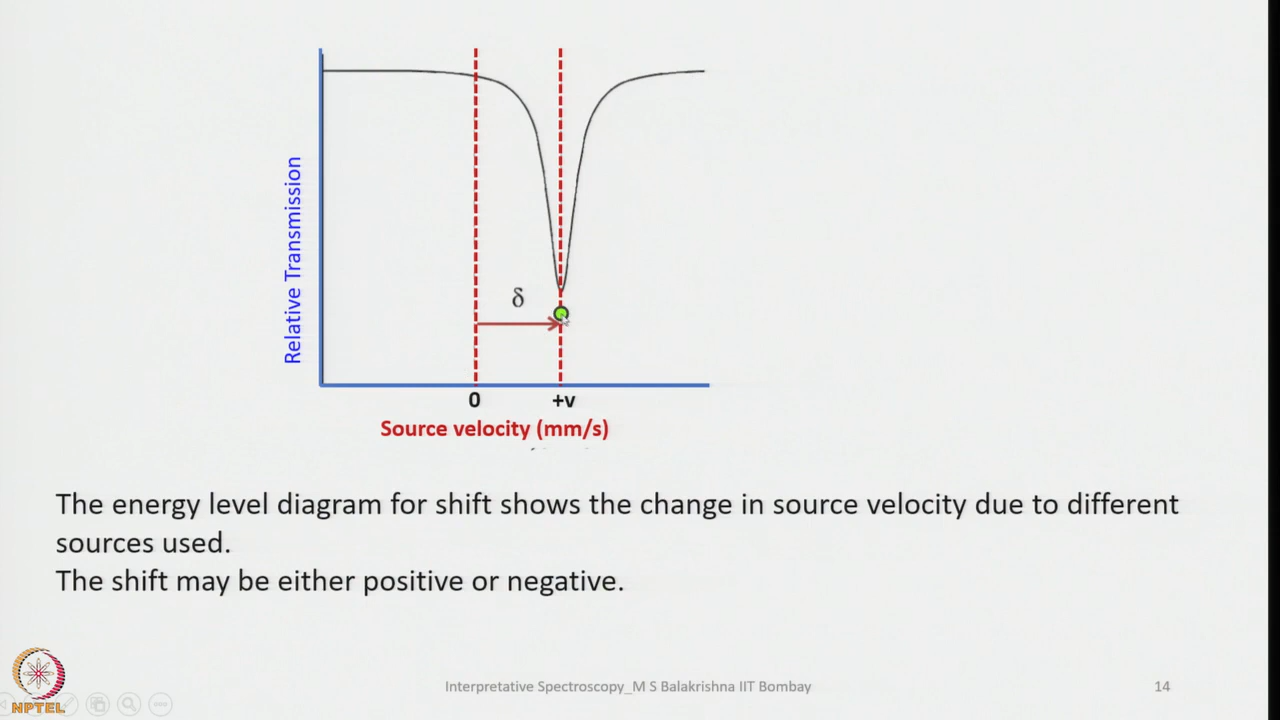 Relative Transmission
δ
0 +v
Source velocity (mm/s)
The energy level diagram for shift shows the change in source velocity due to different
sources used.
The shift may be either positive or negative.
NPTEL
Interpretative Spectroscopy_M S Balakrishna IIT Bombay
14